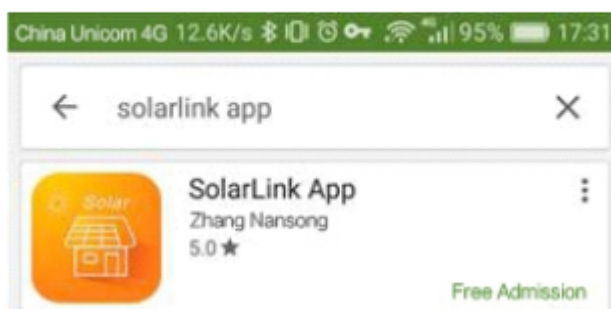 China Unicom 4G 12.6K/s 4G 95% 17:31
solarlink app
Solar
SolarLink App
Zhang Nansong
5.0★
Free Admission